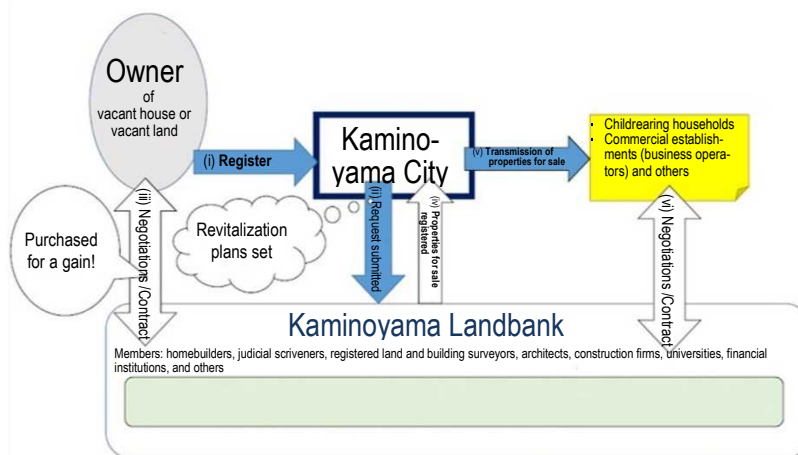 Owner
of
vacant house or
vacant land
(i) Register
Kamino-
yama City
(v) Transmission of
properties for sale
· Childrearing households
· Commercial establish-
ments (business opera-
tors) and others
Purchased
for a gain!
(iii) Negotiations /Contract
Revitalization
plans set
(ii) Request submitted
(iv) Properties for sale
registered
(vi) Negotiations /Contract
Kaminoyama Landbank
Members: homebuilders, judicial scriveners, registered land and building surveyors, architects, construction firms, universities, financial
institutions, and others